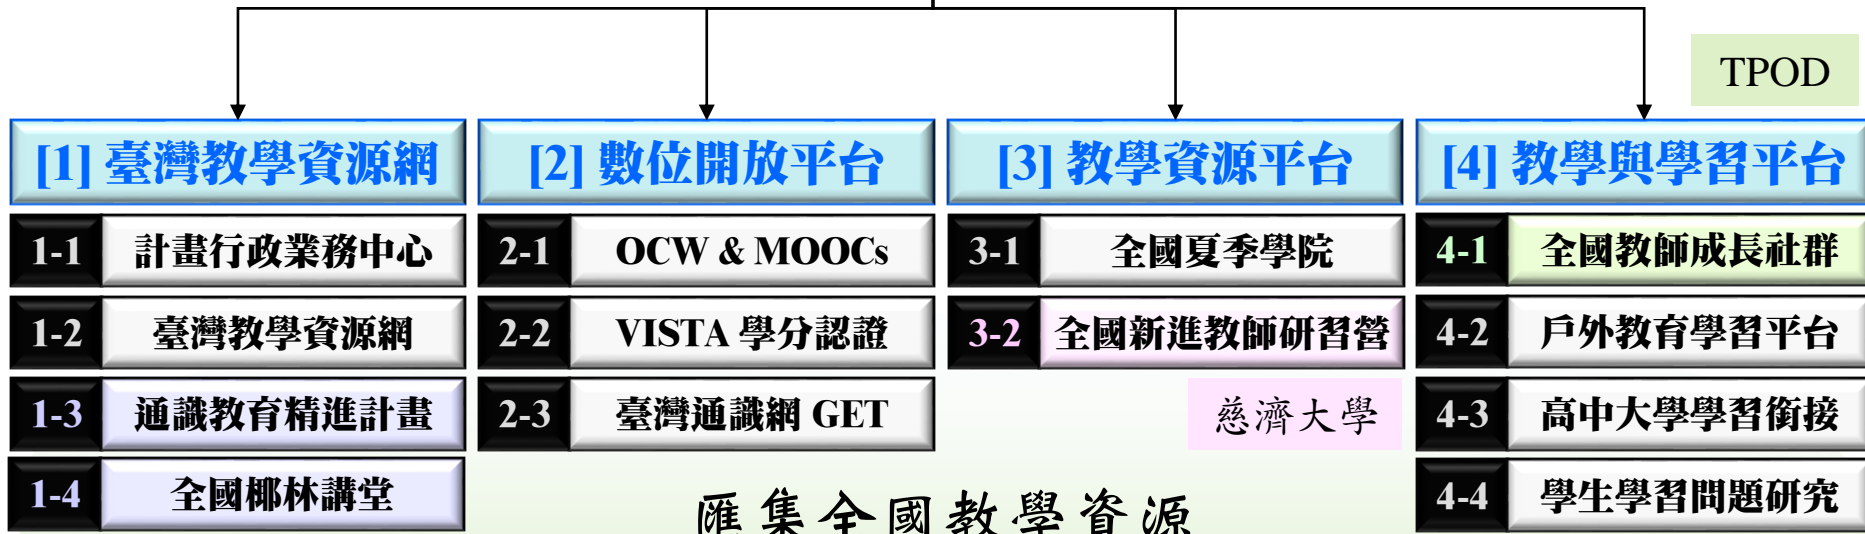 TPOD
[1] 臺灣教學資源網
1-1 計畫行政業務中心
1-2 臺灣教學資源網
1-3 通識教育精進計畫
1-4 全國椰林講堂
[2] 數位開放平台
2-1 OCW & MOOCs
2-2 VISTA 學分認證
2-3 臺灣通識網 GET
[3] 教學資源平台
3-1 全國夏季學院
3-2 全國新進教師研習營
慈濟大學
[4] 教學與學習平台
4-1 全國教師成長社群
4-2 戶外教育學習平台
4-3 高中大學學習銜接
4-4 學生學習問題研究
匯集全國教學資源